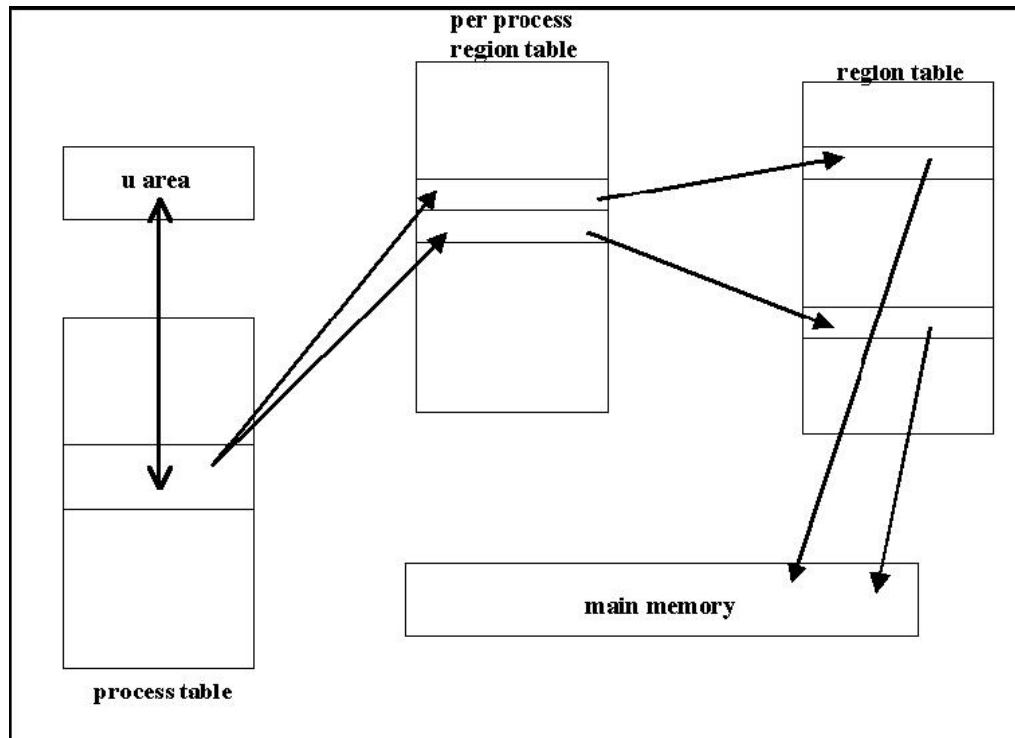 per process
region table
region table
u area
main memory
process table